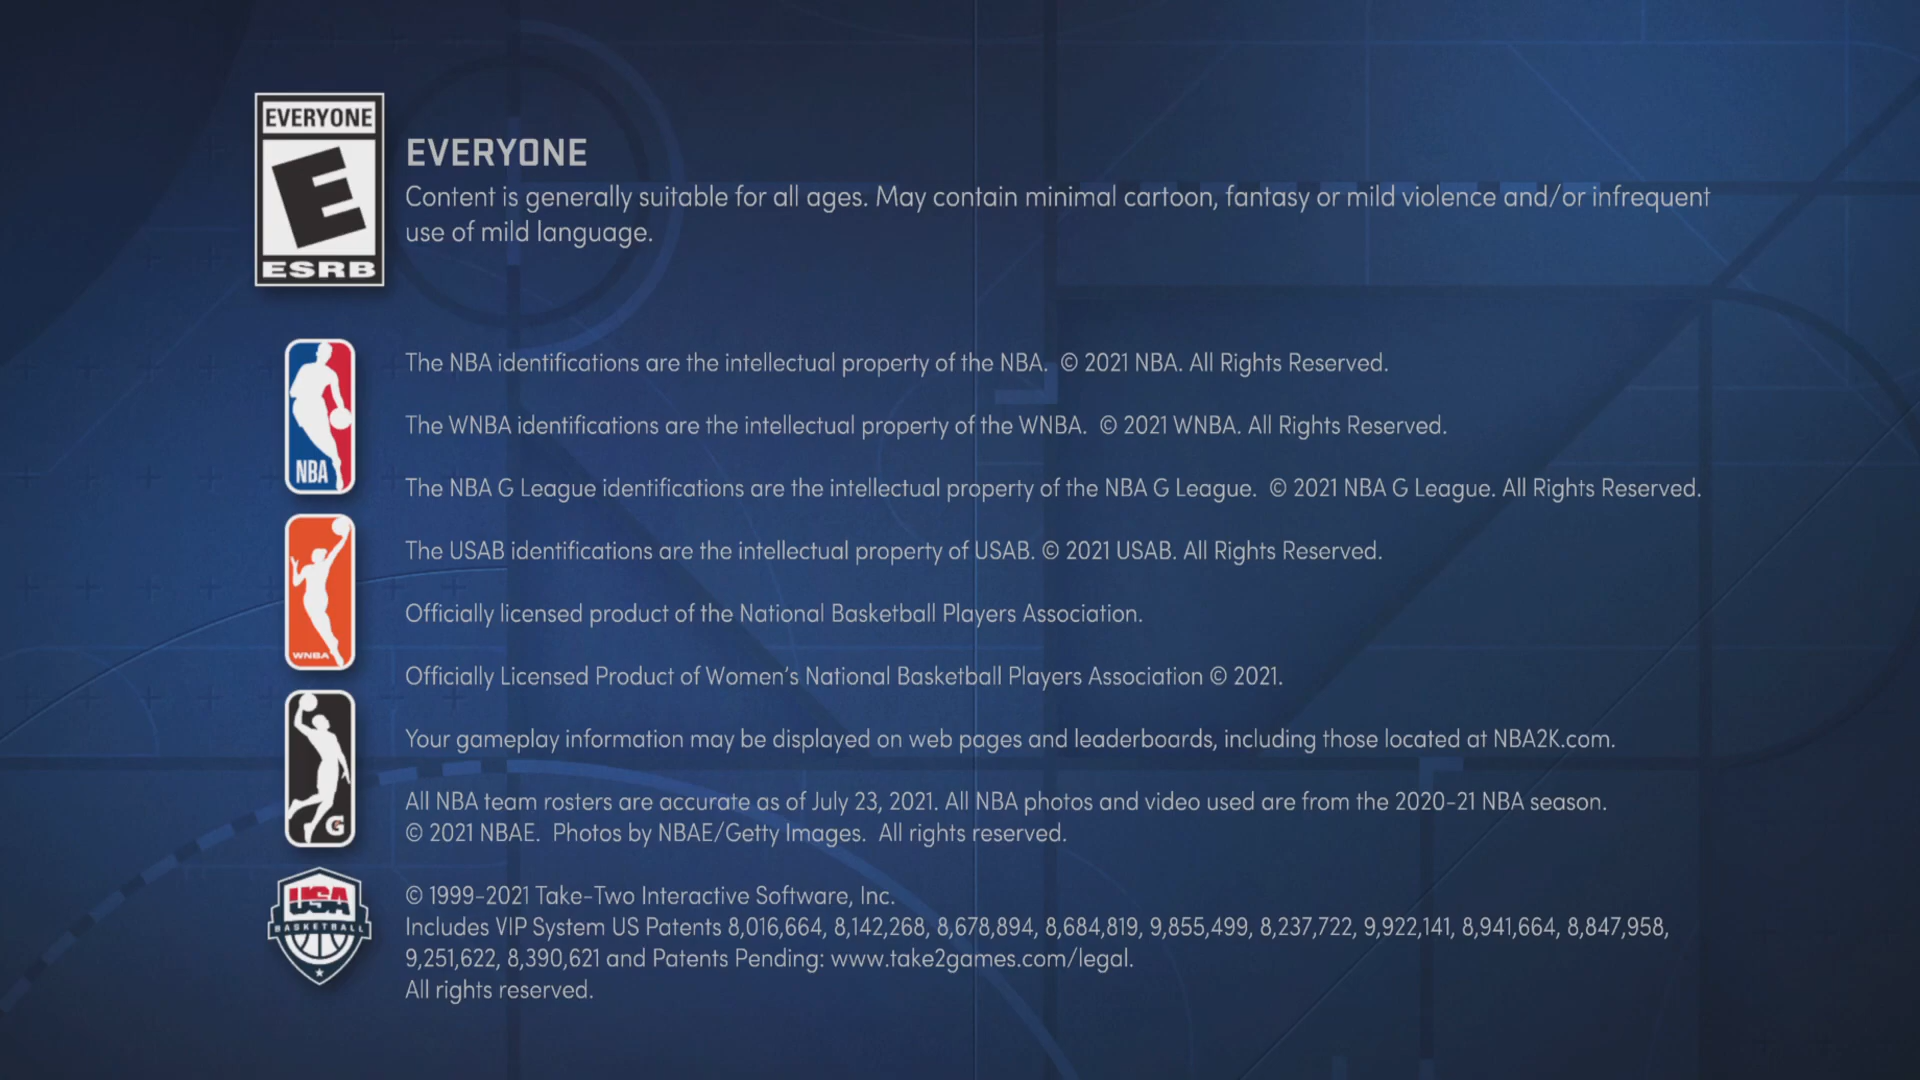 EVERYONE
E
ESRB
EVERYONE
Content is generally suitable for all ages. May contain minimal cartoon, fantasy or mild violence and/or infrequent
use of mild language.
NBA
The NBA identifications are the intellectual property of the NBA.  © 2021 NBA. All Rights Reserved.
The WNBA identifications are the intellectual property of the WNBA.  © 2021 WNBA. All Rights Reserved.
The NBA G League identifications are the intellectual property of the NBA G League.  © 2021 NBA G League. All Rights Reserved.
WNBA
The USAB identifications are the intellectual property of USAB. © 2021 USAB. All Rights Reserved.
Officially licensed product of the National Basketball Players Association.
Officially Licensed Product of Women's National Basketball Players Association © 2021.
G
Your gameplay information may be displayed on web pages and leaderboards, including those located at NBA2K.com.
All NBA team rosters are accurate as of July 23, 2021. All NBA photos and video used are from the 2020-21 NBA season.
© 2021 NBAE.  Photos by NBAE/Getty Images.  All rights reserved.
USA
BASKETBALL
© 1999-2021 Take-Two Interactive Software, Inc.
Includes VIP System US Patents 8,016,664, 8,142,268, 8,678,894, 8,684,819, 9,855,499, 8,237,722, 9,922,141, 8,941,664, 8,847,958,
9,251,622, 8,390,621 and Patents Pending: www.take2games.com/legal.
All rights reserved.